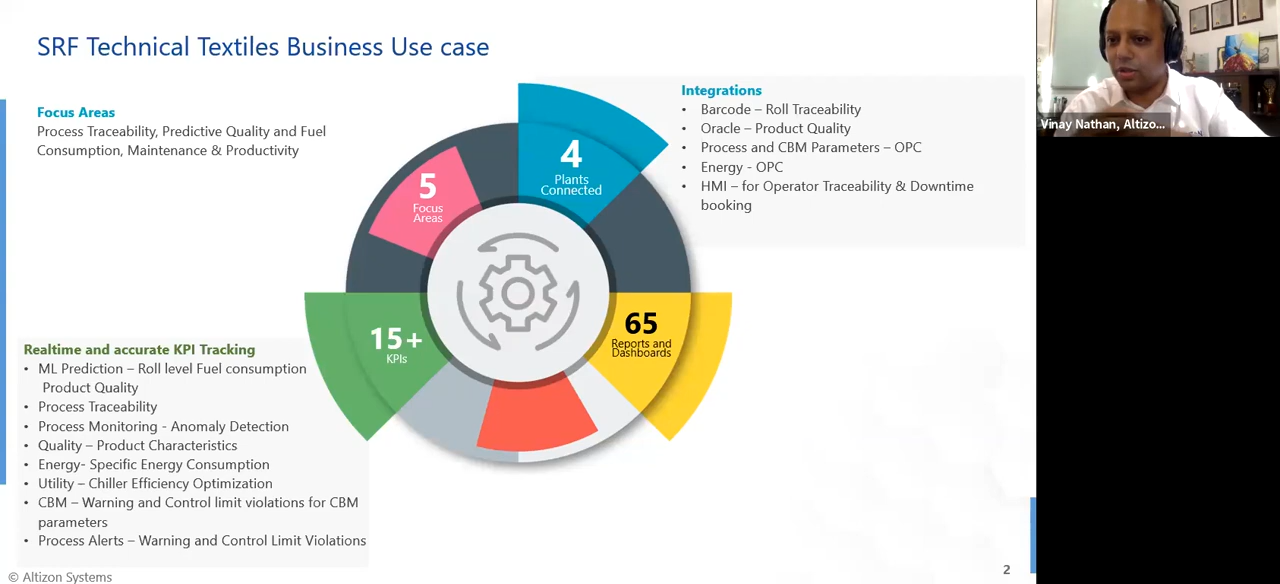 SRF Technical Textiles Business Use case
Focus Areas
Process Traceability, Predictive Quality and Fuel
Consumption, Maintenance & Productivity
Integrations
• Barcode – Roll Traceability
• Oracle – Product Quality
• Process and CBM Parameters – OPC
• Energy - OPC
• HMI – for Operator Traceability & Downtime
booking
4
Plants
Connected
5
Focus
Areas
15+
KPIs
65
Reports and
Dashboards
Realtime and accurate KPI Tracking
• ML Prediction – Roll level Fuel consumption
Product Quality
• Process Traceability
• Process Monitoring - Anomaly Detection
• Quality – Product Characteristics
• Energy- Specific Energy Consumption
• Utility – Chiller Efficiency Optimization
• CBM – Warning and Control limit violations for CBM
parameters
• Process Alerts – Warning and Control Limit Violations
© Altizon Systems
2
Vinay Nathan, Altizo...